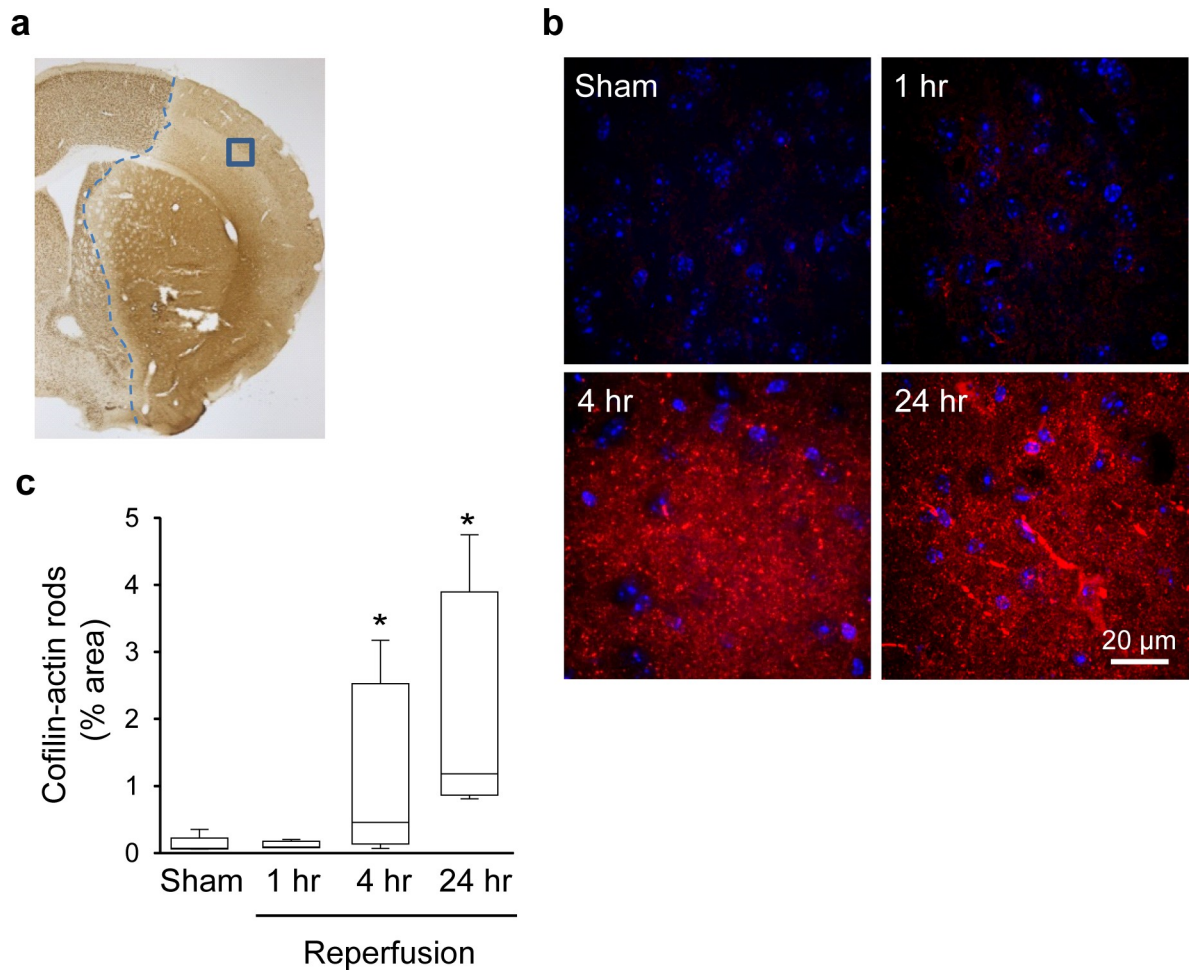 a
b
Sham
1 hr
4 hr
24 hr
20 µm
c
Cofilin-actin rods
(% area)
5
4
3
2
1
0
*
*
Sham
1 hr
4 hr
24 hr
Reperfusion